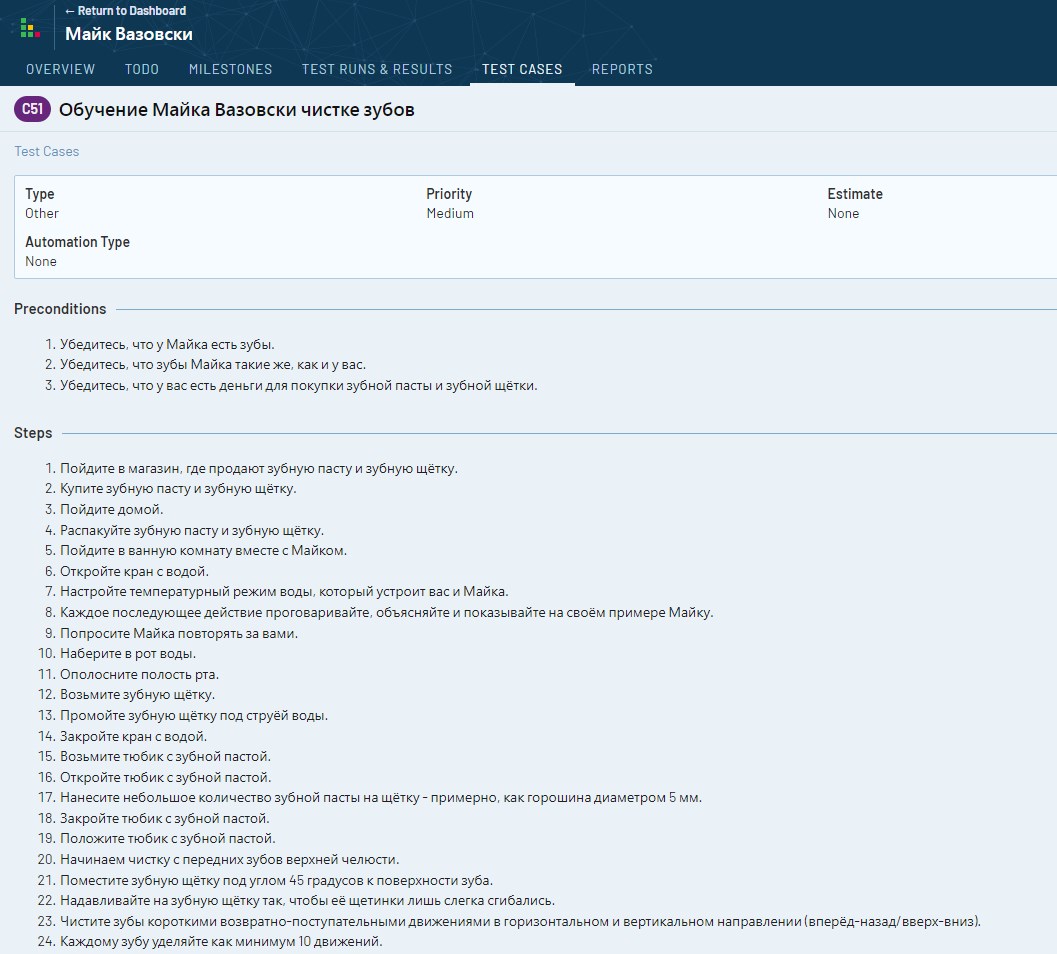 ← Return to Dashboard
Майк Вазовски
OVERVIEW TODO MILESTONES TEST RUNS & RESULTS TEST CASES REPORTS
C51 Обучение Майка Вазовски чистке зубов
Test Cases
Type Priority Estimate
Other Medium None
Automation Type
None
Preconditions
1. Убедитесь, что у Майка есть зубы.
2. Убедитесь, что зубы Майка такие же, как и у вас.
3. Убедитесь, что у вас есть деньги для покупки зубной пасты и зубной щётки.
Steps
1. Пойдите в магазин, где продают зубную пасту и зубную щётку.
2. Купите зубную пасту и зубную щётку.
3. Пойдите домой.
4. Распакуйте зубную пасту и зубную щётку.
5. Пойдите в ванную комнату вместе с Майком.
6. Откройте кран с водой.
7. Настройте температурный режим воды, который устроит вас и Майка.
8. Каждое последующее действие проговаривайте, объясняйте и показывайте на своём примере Майку.
9. Попросите Майка повторять за вами.
10. Наберите в рот воды.
11. Ополосните полость рта.
12. Возьмите зубную щётку.
13. Промойте зубную щётку под струёй воды.
14. Закройте кран с водой.
15. Возьмите тюбик с зубной пастой.
16. Откройте тюбик с зубной пастой.
17. Нанесите небольшое количество зубной пасты на щётку - примерно, как горошина диаметром 5 мм.
18. Закройте тюбик с зубной пастой.
19. Положите тюбик с зубной пастой.
20. Начинаем чистку с передних зубов верхней челюсти.
21. Поместите зубную щётку под углом 45 градусов к поверхности зуба.
22. Надавливайте на зубную щётку так, чтобы её щетинки лишь слегка сгибались.
23. Чистите зубы короткими возвратно-поступательными движениями в горизонтальном и вертикальном направлении (вперёд-назад/вверх-вниз).
24. Каждому зубу уделяйте как минимум 10 движений.